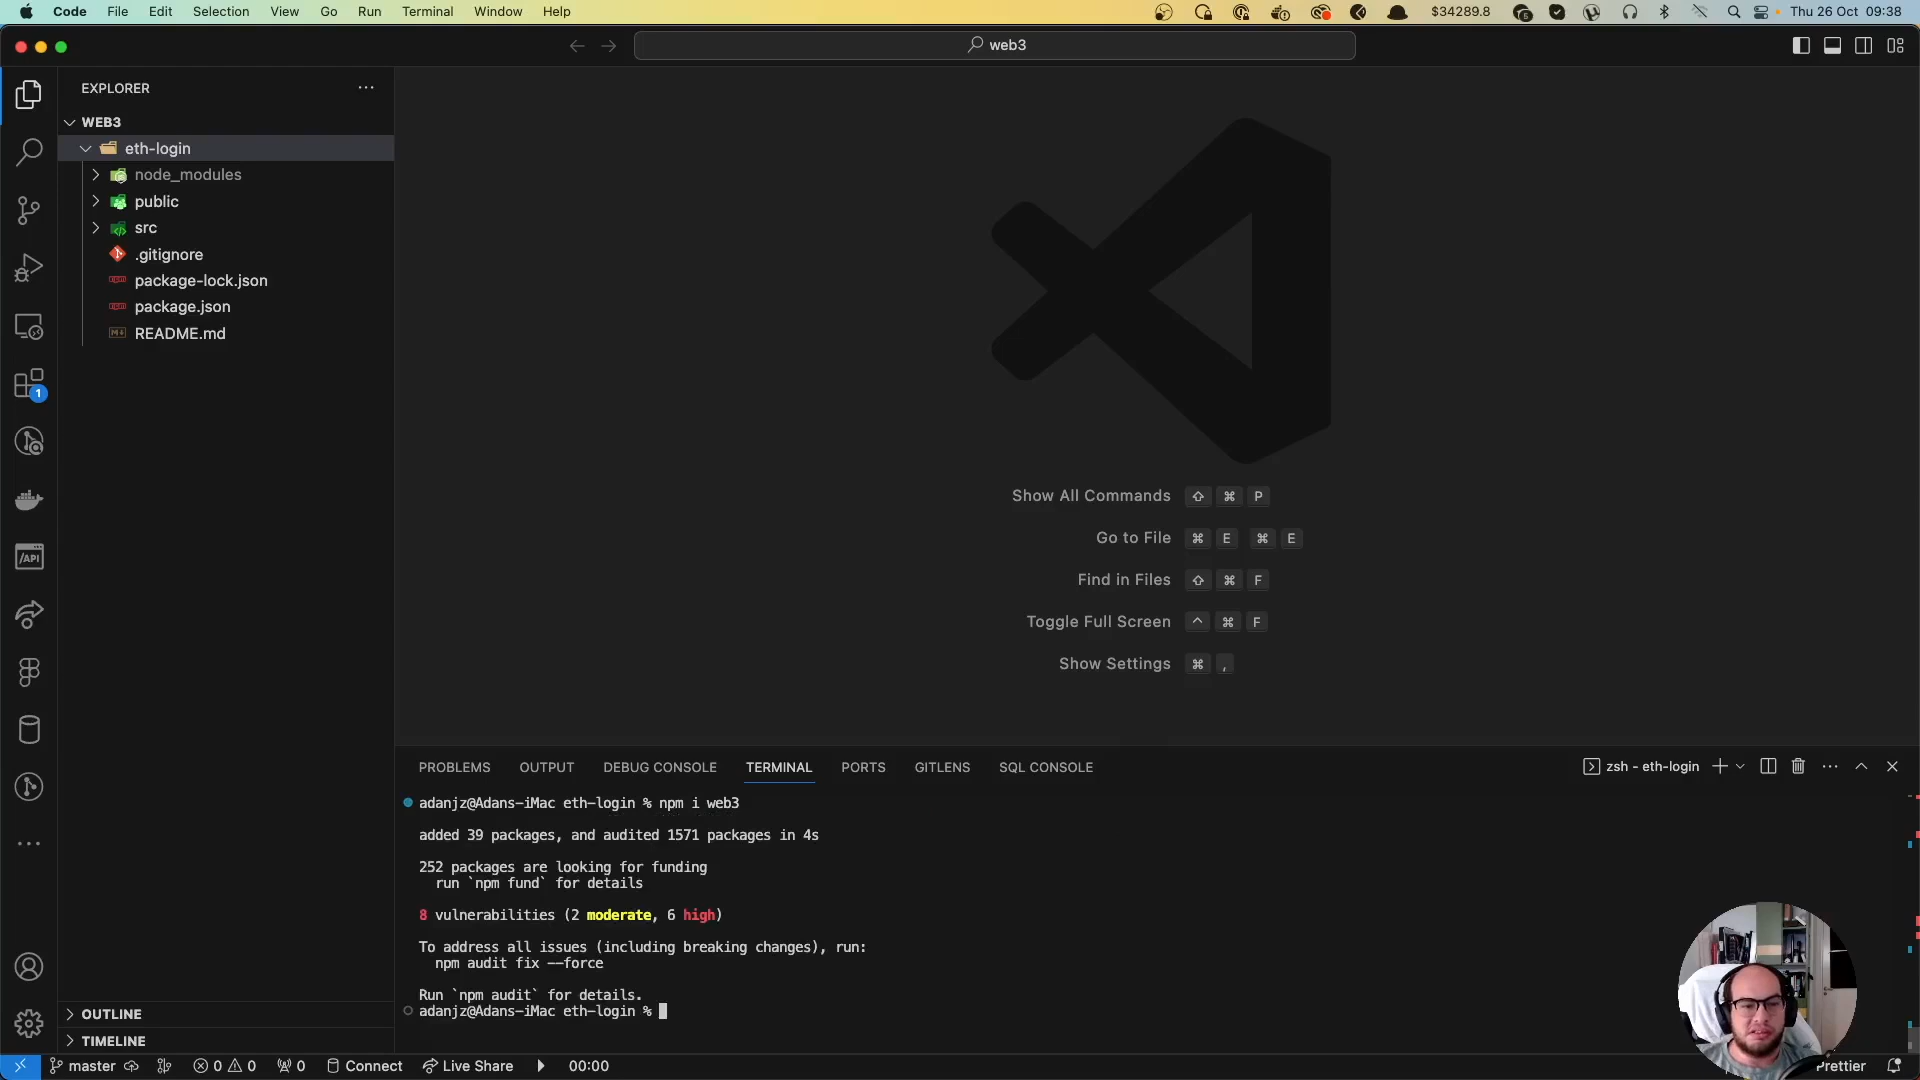 Code File Edit Selection View Go Run Terminal Window Help $34289.8 Thu 26 Oct 09:38
web3
EXPLORER
WEB3
eth-login
node_modules
public
src
.gitignore
package-lock.json
package.json
README.md
1
/API
Show All Commands ⇧ ⌘ P
Go to File ⌘ E ⌘ E
Find in Files ⇧ ⌘ F
Toggle Full Screen ^ ⌘ F
Show Settings ⌘ ,
PROBLEMS OUTPUT DEBUG CONSOLE TERMINAL PORTS GITLENS SQL CONSOLE zsh - eth-login
adanjz@Adans-iMac eth-login % npm i web3
added 39 packages, and audited 1571 packages in 4s
252 packages are looking for funding
run `npm fund` for details
8 vulnerabilities (2 moderate, 6 high)
To address all issues (including breaking changes), run:
npm audit fix --force
Run `npm audit` for details.
adanjz@Adans-iMac eth-login %
OUTLINE
TIMELINE
master 0 0 0 Connect Live Share 00:00 Prettier